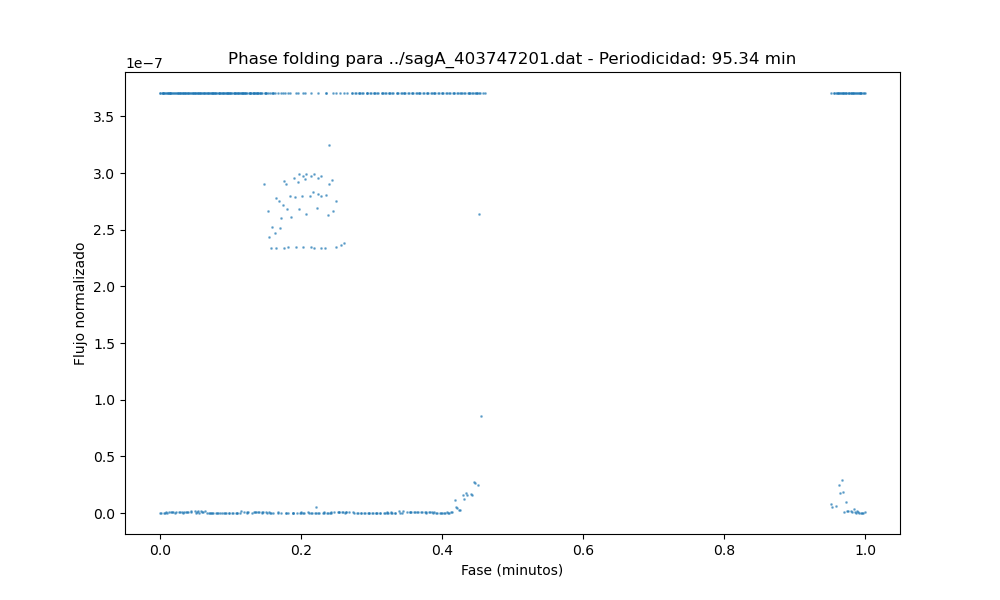 Phase folding para ../sagA_403747201.dat - Periodicidad: 95.34 min
1e−7
3.5
3.0
2.5
2.0
1.5
1.0
0.5
0.0
Flujo normalizado
0.0 0.2 0.4 0.6 0.8 1.0
Fase (minutos)